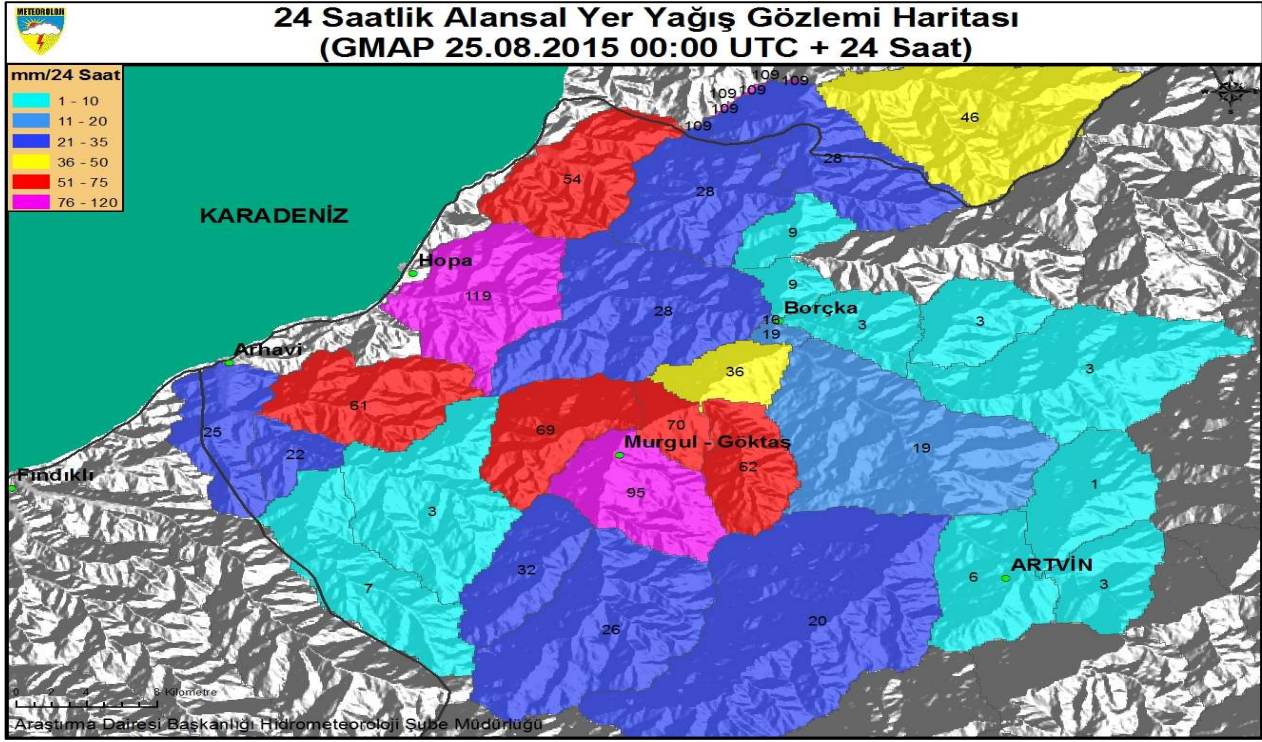 METEOROLOJI
24 Saatlik Alansal Yer Yağış Gözlemi Haritası
(GMAP 25.08.2015 00:00 UTC + 24 Saat)
mm/24 Saat
1 - 10
11 - 20
21 - 35
36 - 50
51 - 75
76 - 120
109
109
109
109
109
109
46
54
28
28
KARADENİZ
9
Hopa
9
119
28
Borçka
16
3
3
19
Arhavi
3
36
61
25
69
70
Murgul - Göktaş
22
62
19
Fındıklı
95
1
3
32
ARTVİN
6
3
7
26
20
0 2 4 8 Kilometre
Araştırma Dairesi Başkanlığı Hidrometeoroloji Şube Müdürlüğü